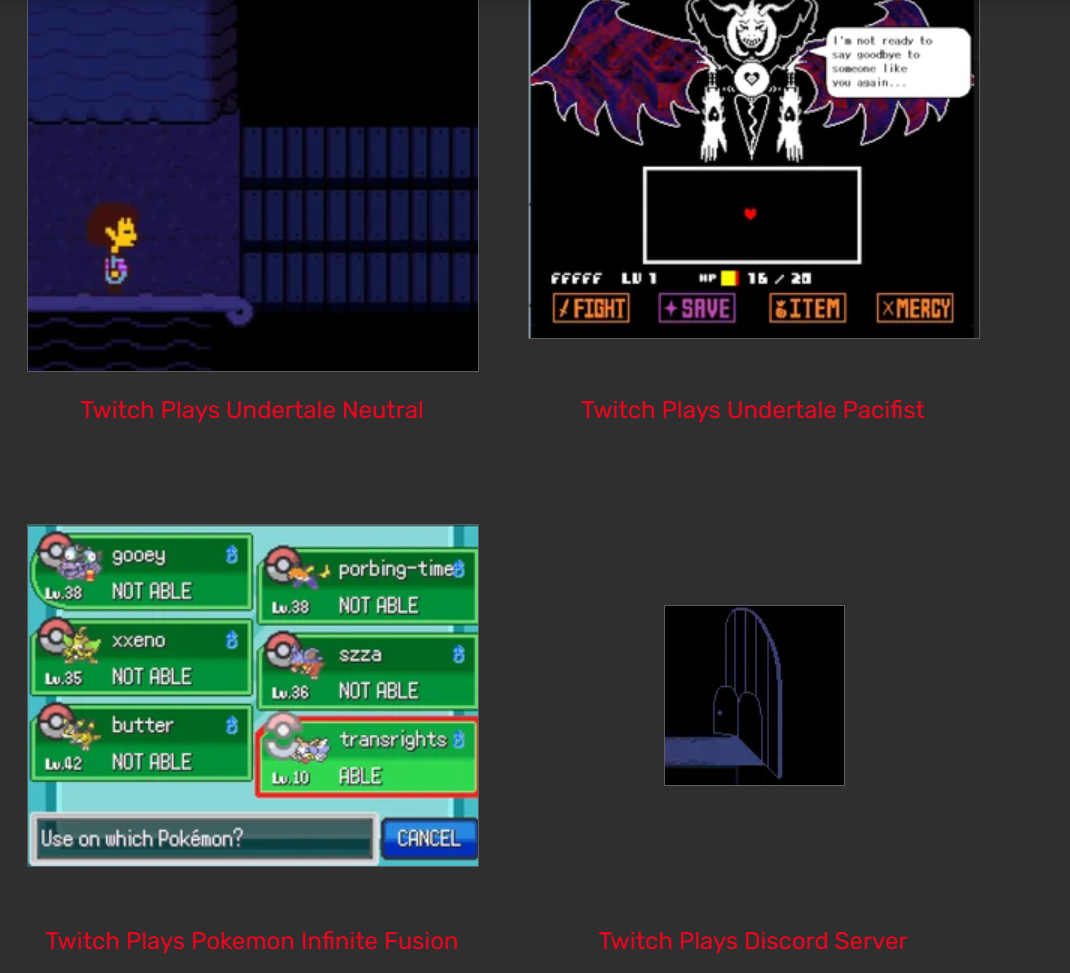 I'm not ready to
say goodbye to
someone like
you again...
FFFFF LV 1 HP 16 / 20
FIGHT SAVE ITEM MERCY
Twitch Plays Undertale Neutral
Twitch Plays Undertale Pacifist
gooey
Lv.38 NOT ABLE
porbing-time
Lv.38 NOT ABLE
xxeno
Lv.35 NOT ABLE
szza
Lv.36 NOT ABLE
butter
Lv.42 NOT ABLE
transrights
Lv.10 ABLE
Use on which Pokémon?
CANCEL
Twitch Plays Pokemon Infinite Fusion
Twitch Plays Discord Server